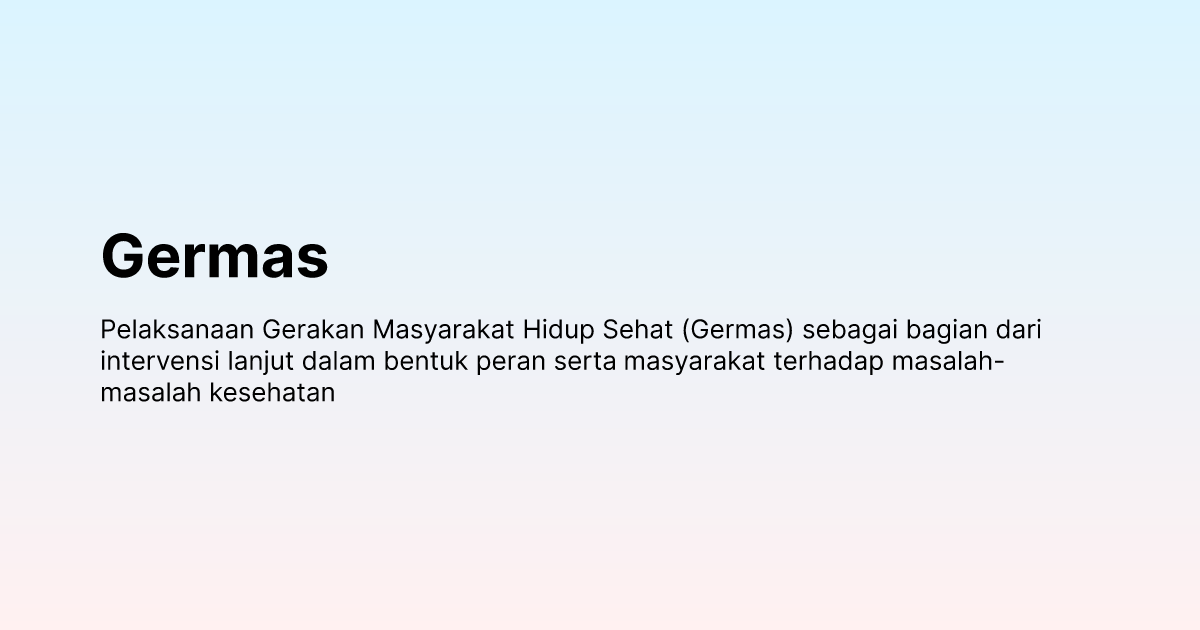 Germas
Pelaksanaan Gerakan Masyarakat Hidup Sehat (Germas) sebagai bagian dari
intervensi lanjut dalam bentuk peran serta masyarakat terhadap masalah-
masalah kesehatan